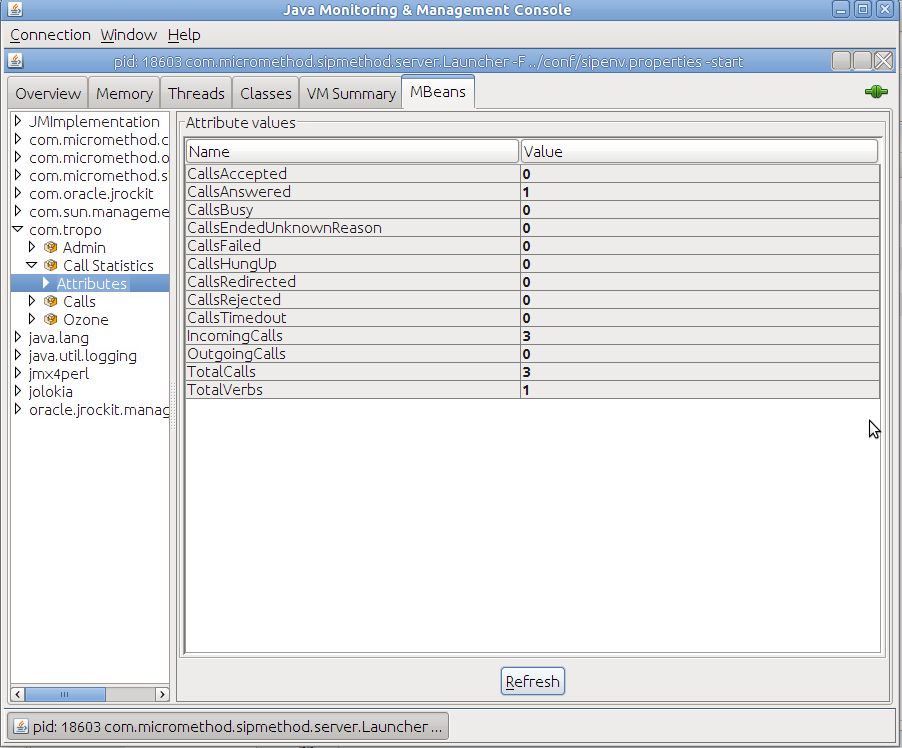 Java Monitoring & Management Console
Connection Window Help
pid: 18603 com.micromethod.sipmethod.server.Launcher -F ../conf/sipenv.properties -start
Overview Memory Threads Classes VM Summary MBeans
JMImplementation
com.micromethod.c
com.micromethod.o
com.micromethod.s
com.oracle.jrockit
com.sun.manageme
com.tropo
Admin
Call Statistics
Attributes
Calls
Ozone
java.lang
java.util.logging
jmx4perl
jolokia
oracle.jrockit.manag
Attribute values
Name Value
CallsAccepted 0
CallsAnswered 1
CallsBusy 0
CallsEndedUnknownReason 0
CallsFailed 0
CallsHungUp 0
CallsRedirected 0
CallsRejected 0
CallsTimedout 0
IncomingCalls 3
OutgoingCalls 0
TotalCalls 3
TotalVerbs 1
Refresh
pid: 18603 com.micromethod.sipmethod.server.Launcher ...